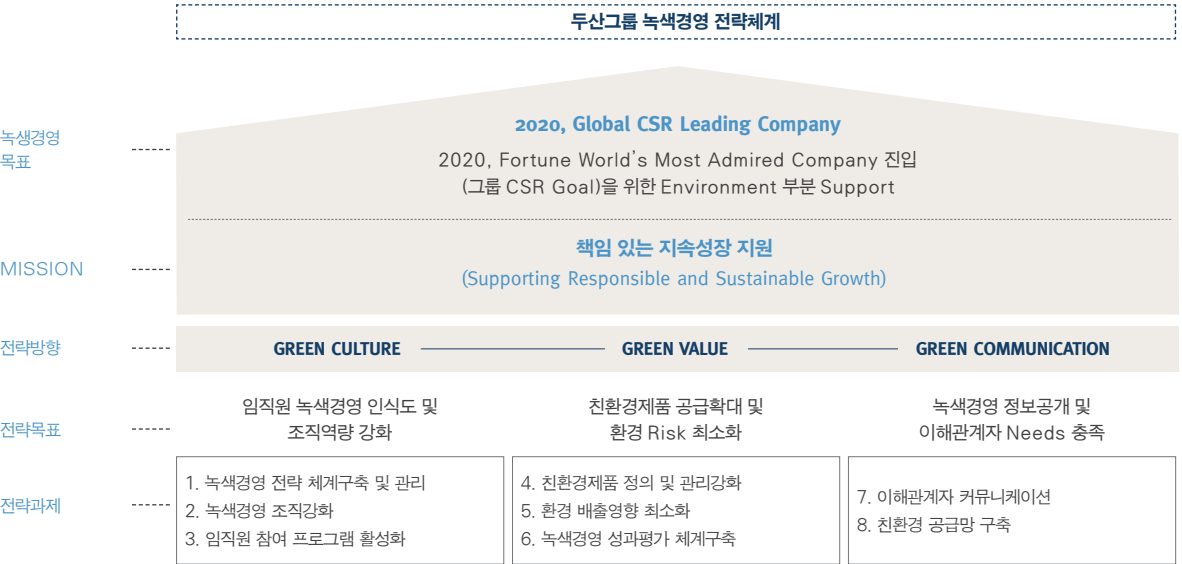 두산그룹 녹색경영 전략체계
녹생경영
목표
2020, Global CSR Leading Company
2020, Fortune World's Most Admired Company 진입
(그룹 CSR Goal)을 위한 Environment 부분 Support
MISSION
책임 있는 지속성장 지원
(Supporting Responsible and Sustainable Growth)
전략방향
GREEN CULTURE
GREEN VALUE
GREEN COMMUNICATION
전략목표
임직원 녹색경영 인식도 및
조직역량 강화
친환경제품 공급확대 및
환경 Risk 최소화
녹색경영 정보공개 및
이해관계자 Needs 충족
전략과제
1. 녹색경영 전략 체계구축 및 관리
2. 녹색경영 조직강화
3. 임직원 참여 프로그램 활성화
4. 친환경제품 정의 및 관리강화
5. 환경 배출영향 최소화
6. 녹색경영 성과평가 체계구축
7. 이해관계자 커뮤니케이션
8. 친환경 공급망 구축